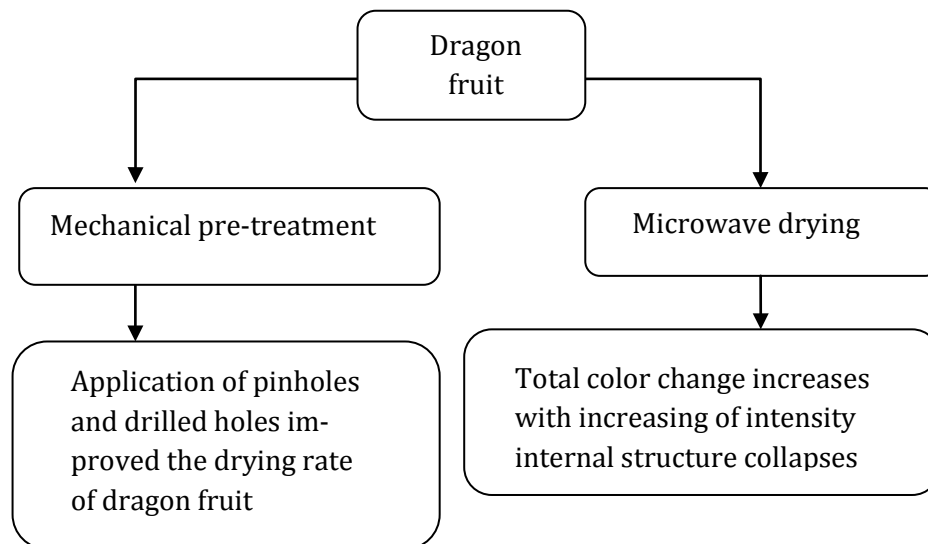 Dragon
fruit
Mechanical pre-treatment
Microwave drying
Application of pinholes
and drilled holes im-
proved the drying rate
of dragon fruit
Total color change increases
with increasing of intensity
internal structure collapses